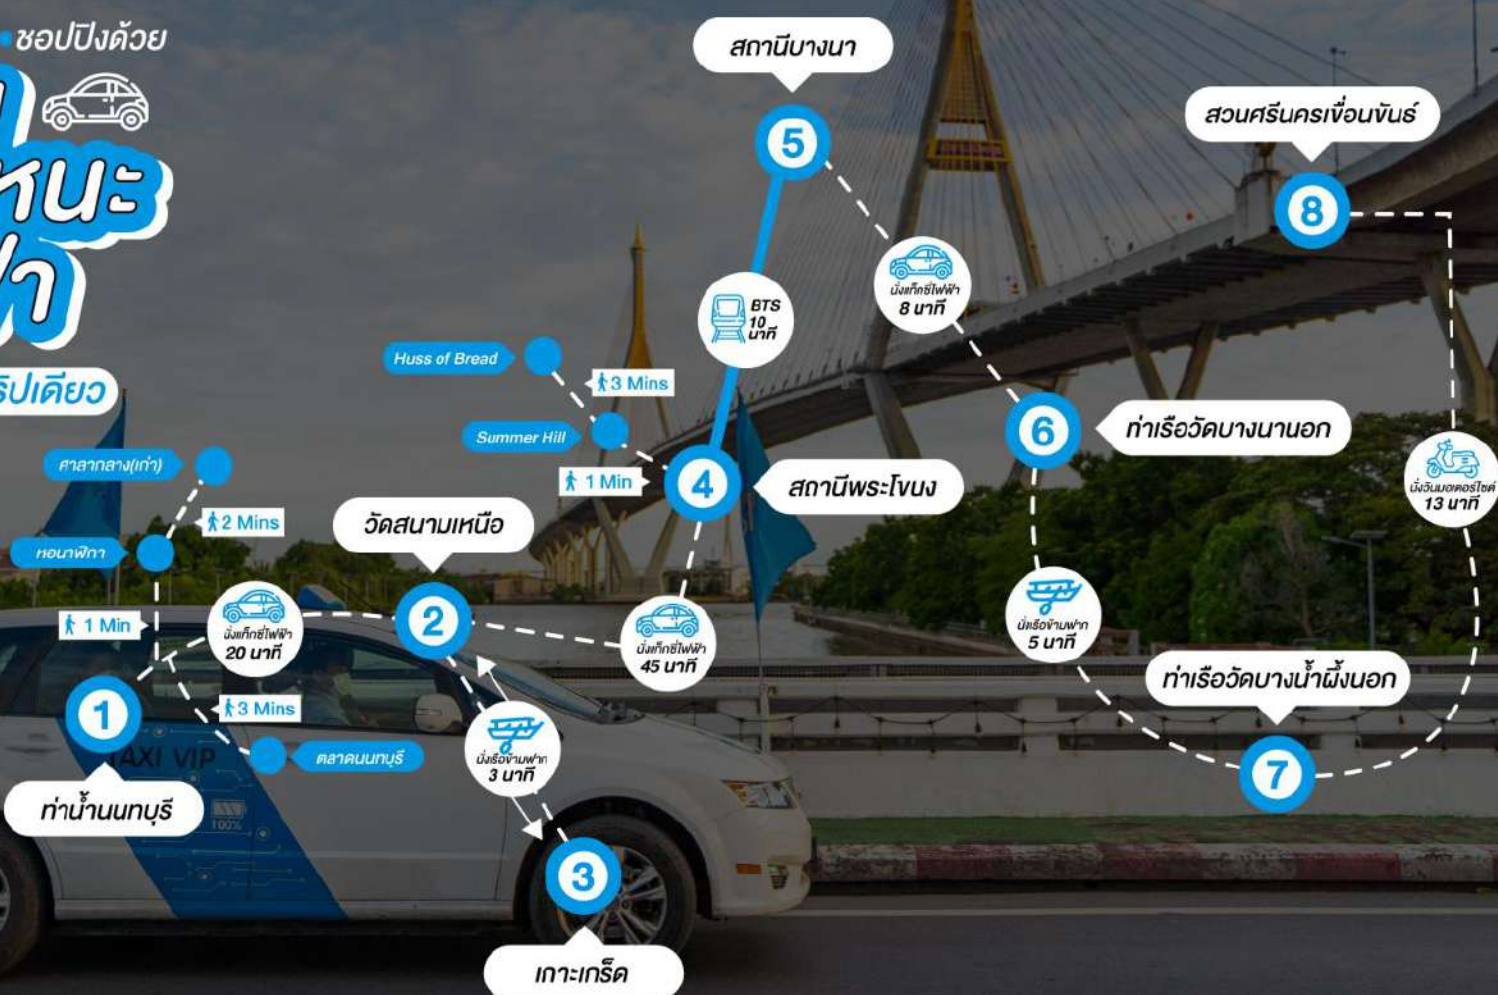 ชอปปิงด้วย
หนะ
ฟ้า
ริปเดียว
สถานีบางนา
5
สวนศรีนครเขื่อนขันธ์
8
นั่งแท็กซี่ไฟฟ้า
8 นาที
BTS
10
นาที
Huss of Bread
3 Mins
Summer Hill
1 Min
4
สถานีพระโขนง
6
ท่าเรือวัดบางนานอก
นั่งวินมอเตอร์ไซค์
13 นาที
ศาลากลาง(เก่า)
2 Mins
หอนาฬิกา
1 Min
นั่งแท็กซี่ไฟฟ้า
20 นาที
วัดสนามเหนือ
2
นั่งแท็กซี่ไฟฟ้า
45 นาที
นั่งเรือข้ามฟาก
5 นาที
ท่าเรือวัดบางน้ำผึ้งนอก
7
1
3 Mins
ตลาดนนทบุรี
TAXI VIP
100%
ท่าน้ำนนทบุรี
นั่งเรือข้ามฟาก
3 นาที
3
เกาะเกร็ด